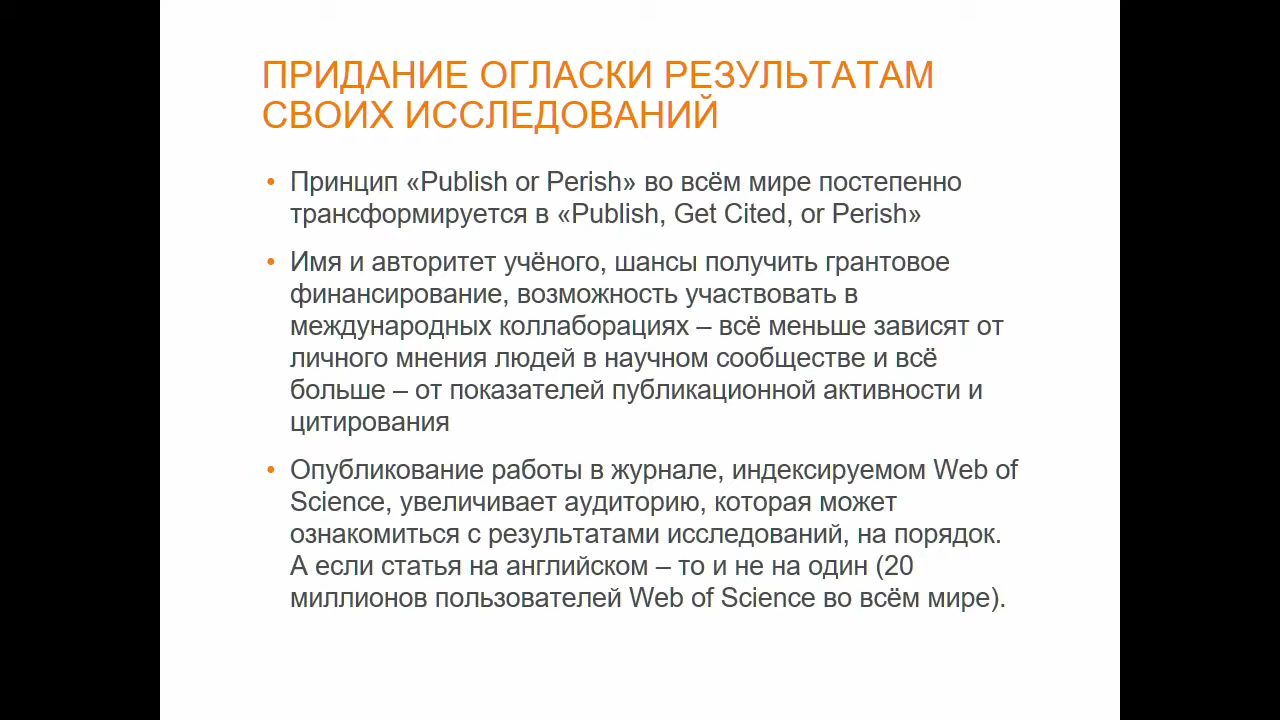 ПРИДАНИЕ ОГЛАСКИ РЕЗУЛЬТАТАМ
СВОИХ ИССЛЕДОВАНИЙ
• Принцип «Publish or Perish» во всём мире постепенно
трансформируется в «Publish, Get Cited, or Perish»
• Имя и авторитет учёного, шансы получить грантовое
финансирование, возможность участвовать в
международных коллаборациях – всё меньше зависят от
личного мнения людей в научном сообществе и всё
больше – от показателей публикационной активности и
цитирования
• Опубликование работы в журнале, индексируемом Web of
Science, увеличивает аудиторию, которая может
ознакомиться с результатами исследований, на порядок.
А если статья на английском – то и не на один (20
миллионов пользователей Web of Science во всём мире).